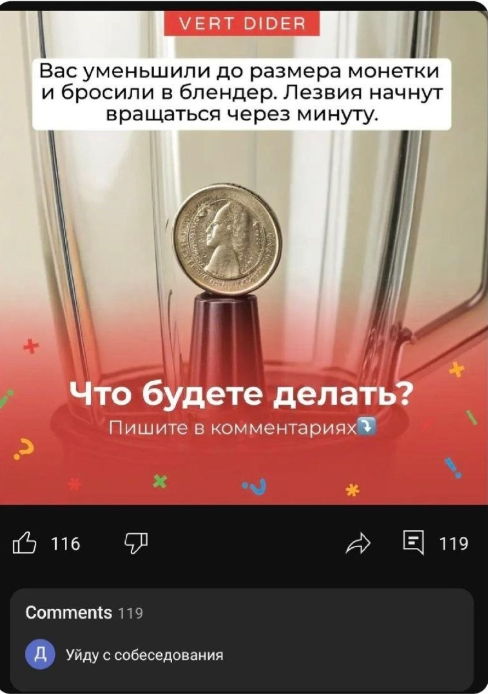 VERT DIDER
Вас уменьшили до размера монетки
и бросили в блендер. Лезвия начнут
вращаться через минуту.
Что будете делать?
Пишите в комментариях⤵️
116
119
Comments 119
Д
Уйду с собеседования